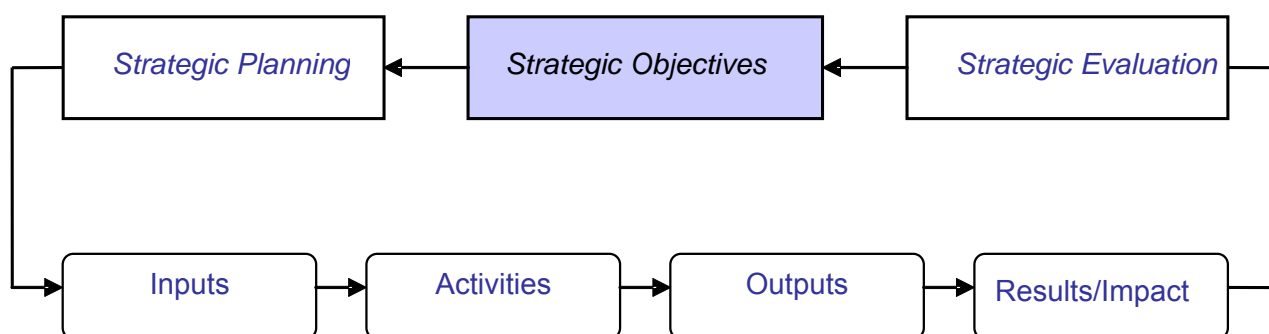 Strategic Planning
Strategic Objectives
Strategic Evaluation
Inputs
Activities
Outputs
Results/Impact